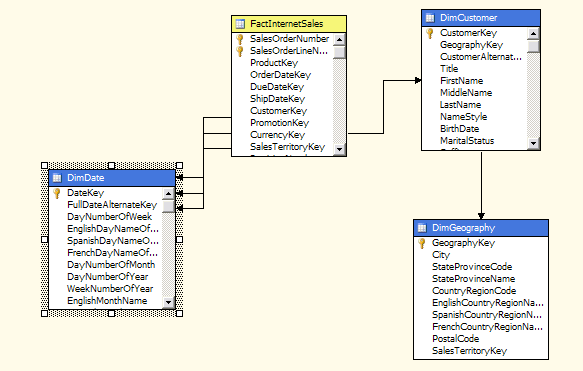 FactInternetSales
SalesOrderNumber
SalesOrderLineN...
ProductKey
OrderDateKey
DueDateKey
ShipDateKey
CustomerKey
PromotionKey
CurrencyKey
SalesTerritoryKey
DimCustomer
CustomerKey
GeographyKey
CustomerAlternat...
Title
FirstName
MiddleName
LastName
NameStyle
BirthDate
MaritalStatus
DimDate
DateKey
FullDateAlternateKey
DayNumberOfWeek
EnglishDayNameOf...
SpanishDayNameO...
FrenchDayNameOf...
DayNumberOfMonth
DayNumberOfYear
WeekNumberOfYear
EnglishMonthName
DimGeography
GeographyKey
City
StateProvinceCode
StateProvinceName
CountryRegionCode
EnglishCountryRegionNa...
SpanishCountryRegionN...
FrenchCountryRegionNa...
PostalCode
SalesTerritoryKey